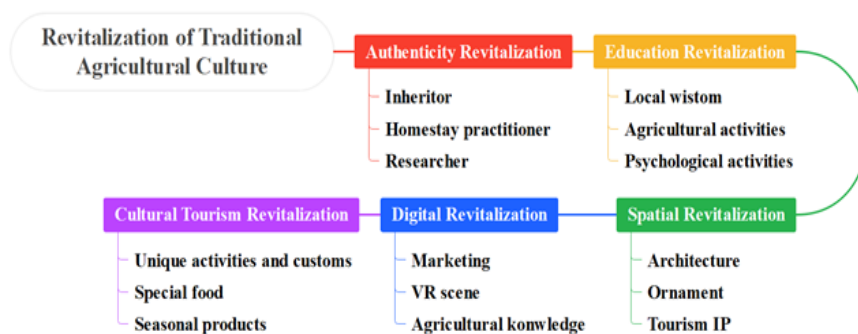 Revitalization of Traditional
Agricultural Culture
Authenticity Revitalization
Inheritor
Homestay practitioner
Researcher
Education Revitalization
Local wistom
Agricultural activities
Psychological activities
Spatial Revitalization
Architecture
Ornament
Tourism IP
Digital Revitalization
Marketing
VR scene
Agricultural konwledge
Cultural Tourism Revitalization
Unique activities and customs
Special food
Seasonal products